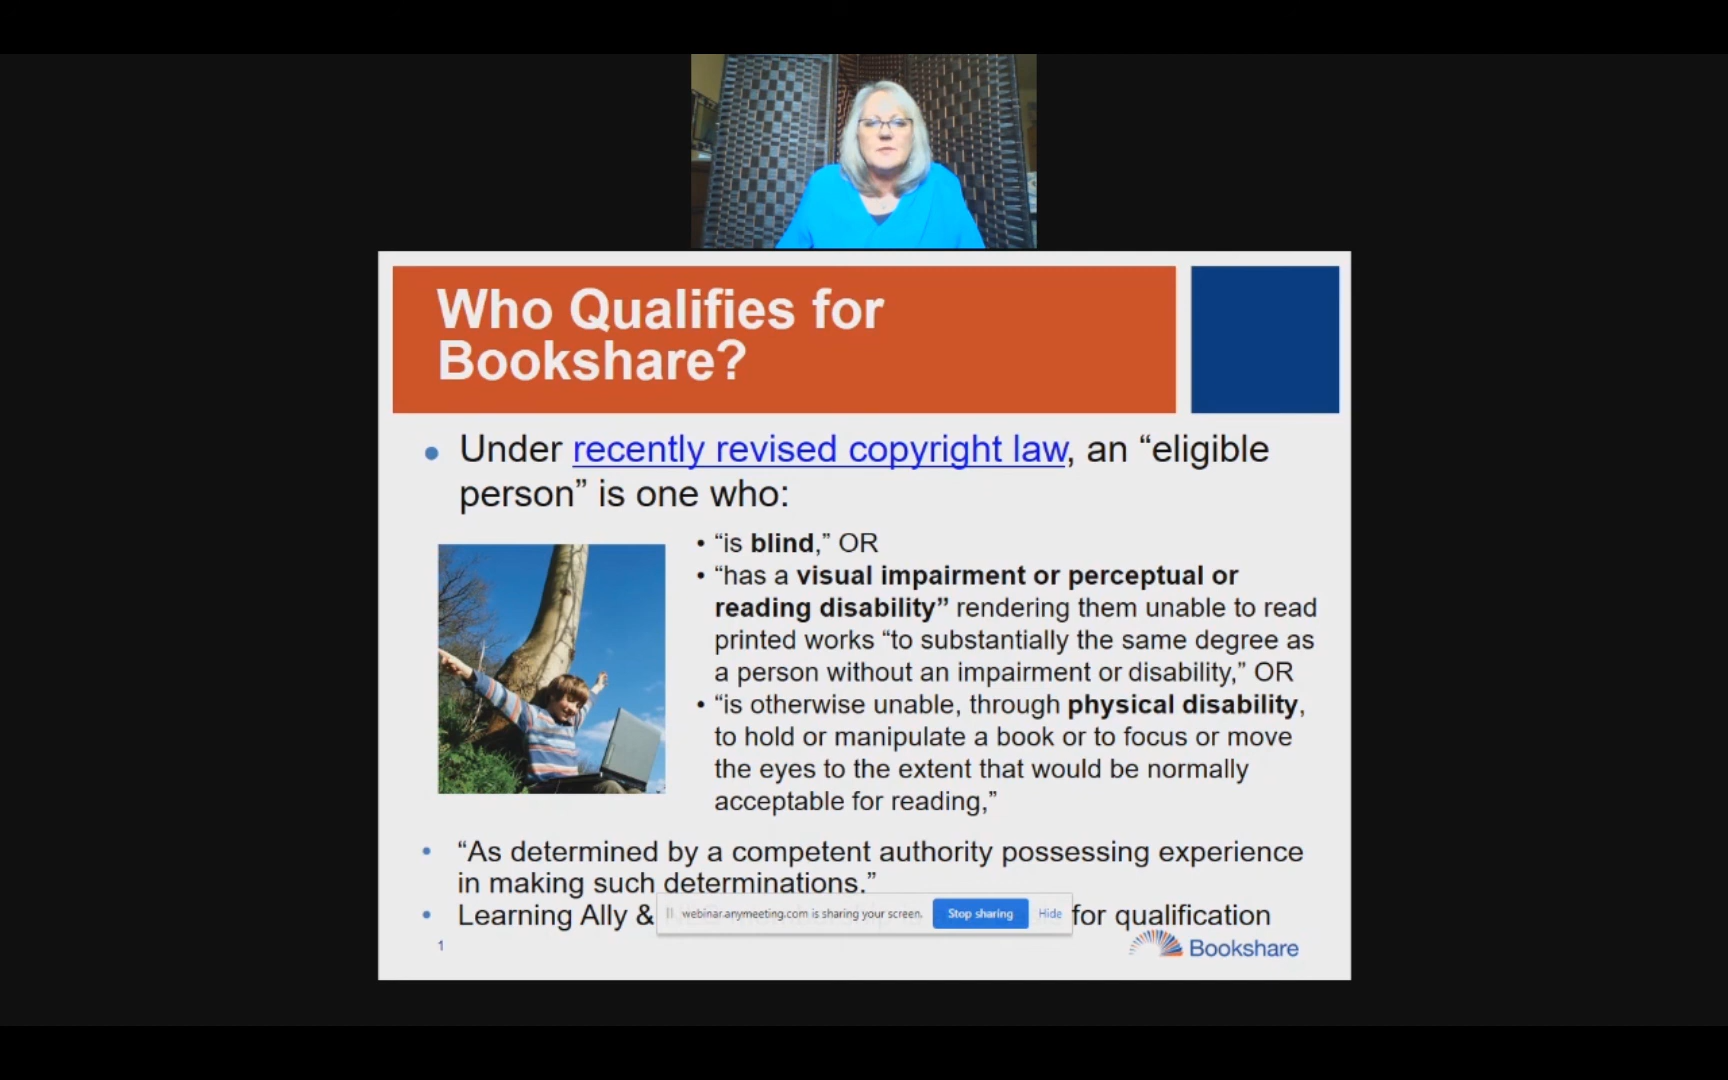 Who Qualifies for
Bookshare?
• Under recently revised copyright law, an “eligible
person” is one who:
• “is blind,” OR
• “has a visual impairment or perceptual or
reading disability” rendering them unable to read
printed works “to substantially the same degree as
a person without an impairment or disability,” OR
• “is otherwise unable, through physical disability,
to hold or manipulate a book or to focus or move
the eyes to the extent that would be normally
acceptable for reading,”
• “As determined by a competent authority possessing experience
in making such determinations.”
• Learning Ally & for qualification
webinar.anymeeting.com is sharing your screen. Stop sharing Hide
1
Bookshare